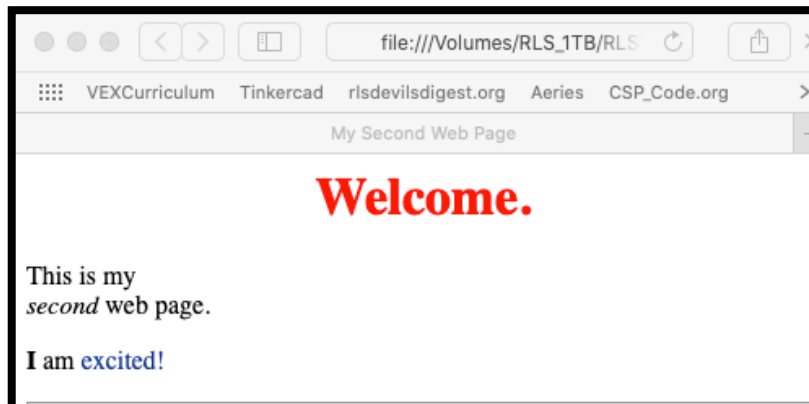 file:///Volumes/RLS_1TB/RLS
VEXCurriculum Tinkercad rlsdevilsdigest.org Aeries CSP_Code.org
My Second Web Page
Welcome.
This is my
second web page.
I am excited!